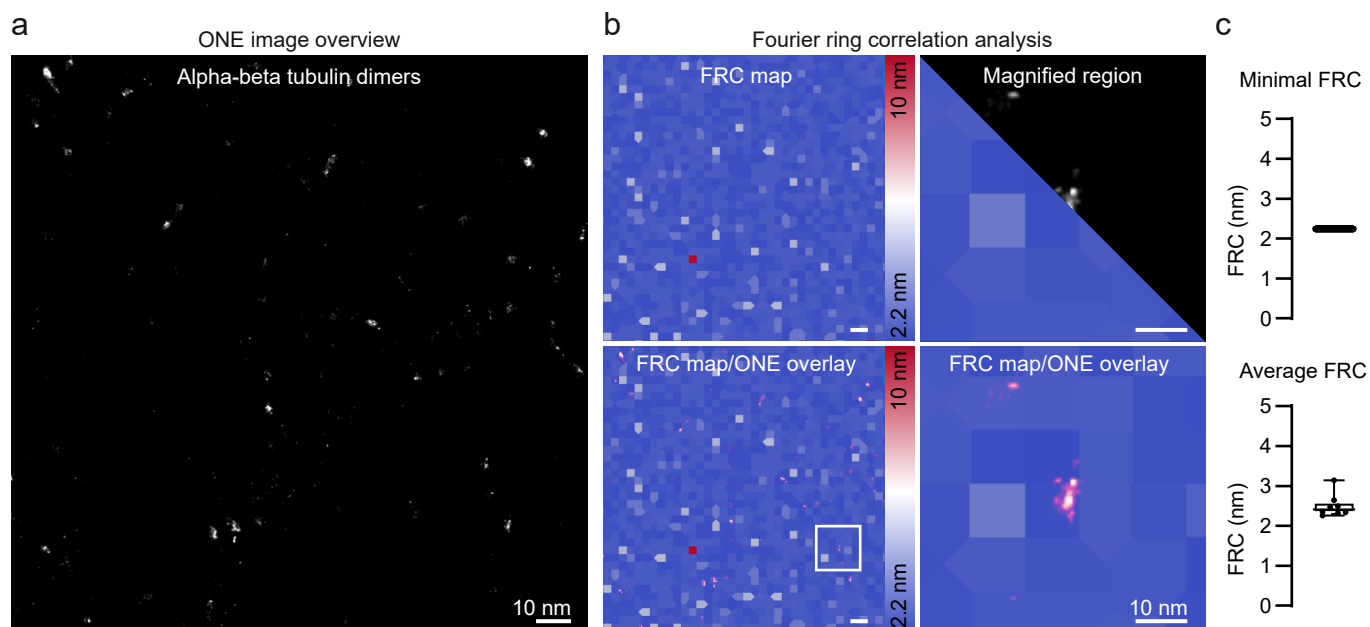 a
ONE image overview
Alpha-beta tubulin dimers
10 nm
b
Fourier ring correlation analysis
FRC map
10 nm
2.2 nm
Magnified region
FRC map/ONE overlay
10 nm
2.2 nm
FRC map/ONE overlay
10 nm
c
Minimal FRC
FRC (nm)
5
4
3
2
1
0
Average FRC
FRC (nm)
5
4
3
2
1
0